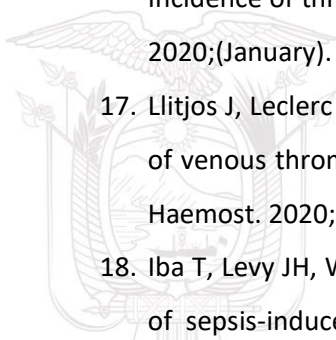 2020;(January).
17. Llitjos J, Leclerc
of venous thron
Haemost. 2020;
18. Iba T, Levy JH, W
of sepsis-induce